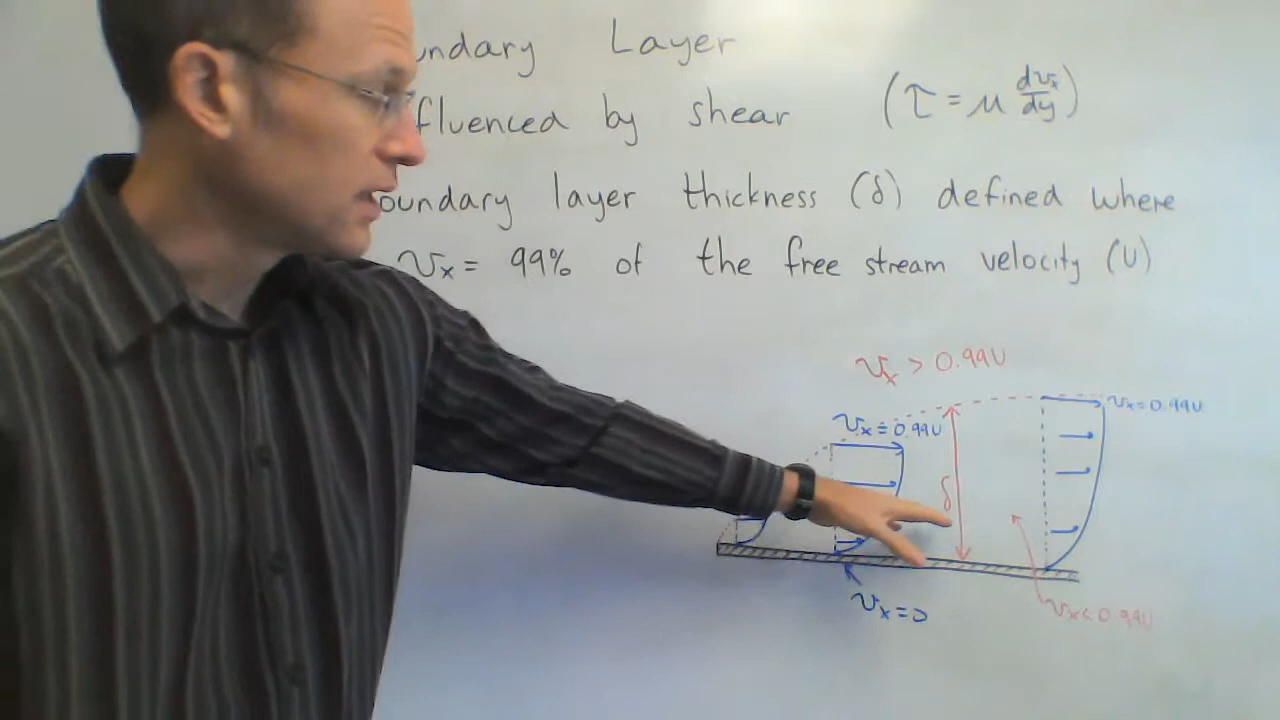 undary Layer
fluenced by shear (τ = μ dvx/dy)
oundary layer thickness (δ) defined where
vx = 99% of the free stream velocity (U)
vx > 0.99U
vx = 0.99U
vx = 0.99U
δ
vx = 0
vx < 0.99U